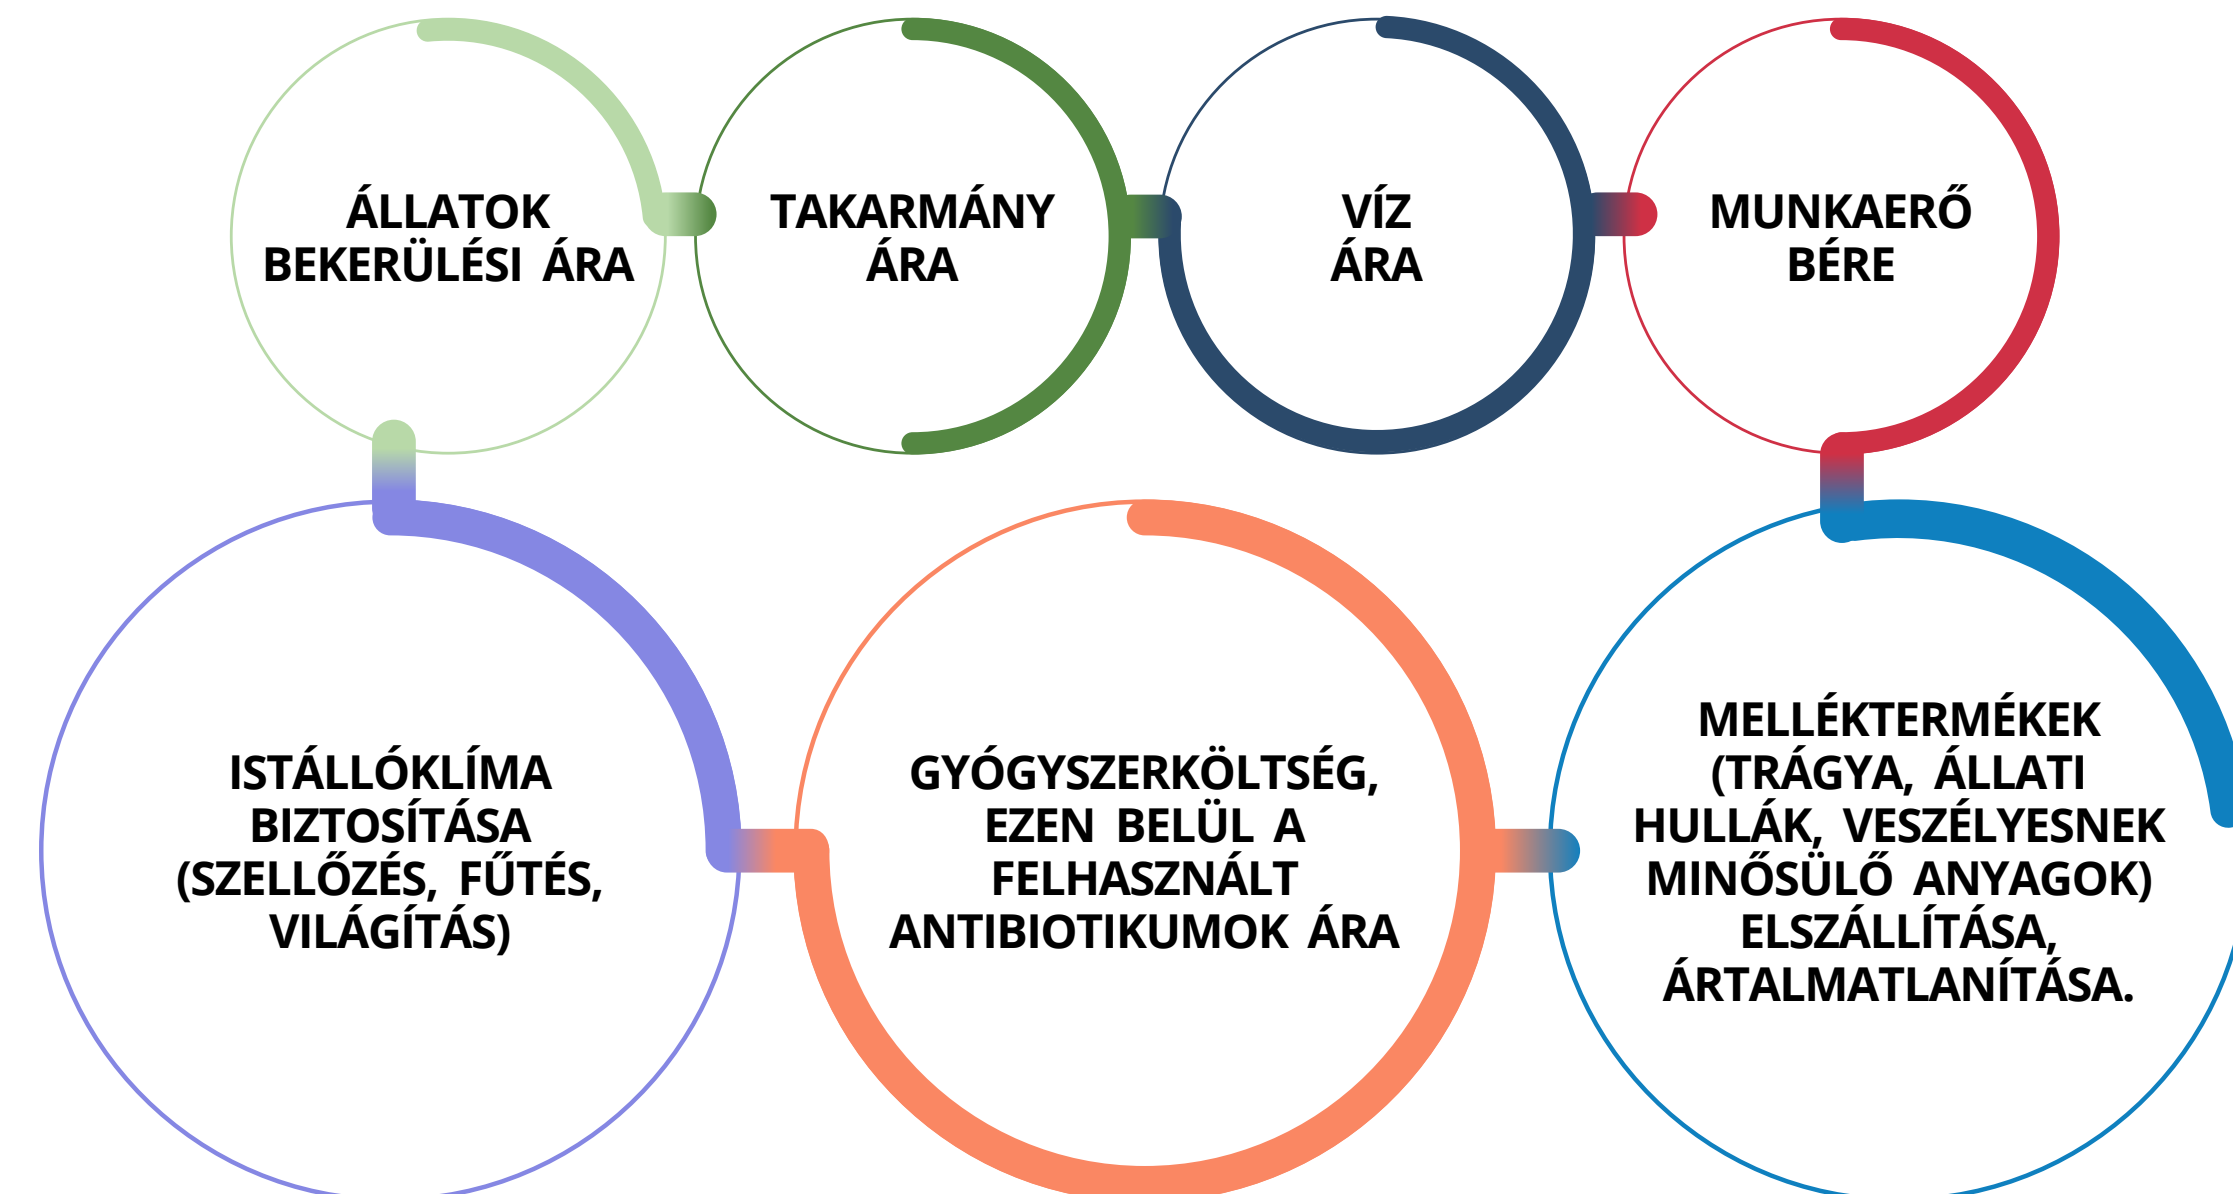 ÁLLATOK
BEKERÜLÉSI ÁRA
TAKARMÁNY
ÁRA
VÍZ
ÁRA
MUNKAERŐ
BÉRE
ISTÁLLÓKLÍMA
BIZTOSÍTÁSA
(SZELLŐZÉS, FŰTÉS,
VILÁGÍTÁS)
GYÓGYSZERKÖLTSÉG,
EZEN BELÜL A
FELHASZNÁLT
ANTIBIOTIKUMOK ÁRA
MELLÉKTERMÉKEK
(TRÁGYA, ÁLLATI
HULLÁK, VESZÉLYESNEK
MINŐSÜLŐ ANYAGOK)
ELSZÁLLÍTÁSA,
ÁRTALMATLANÍTÁSA.